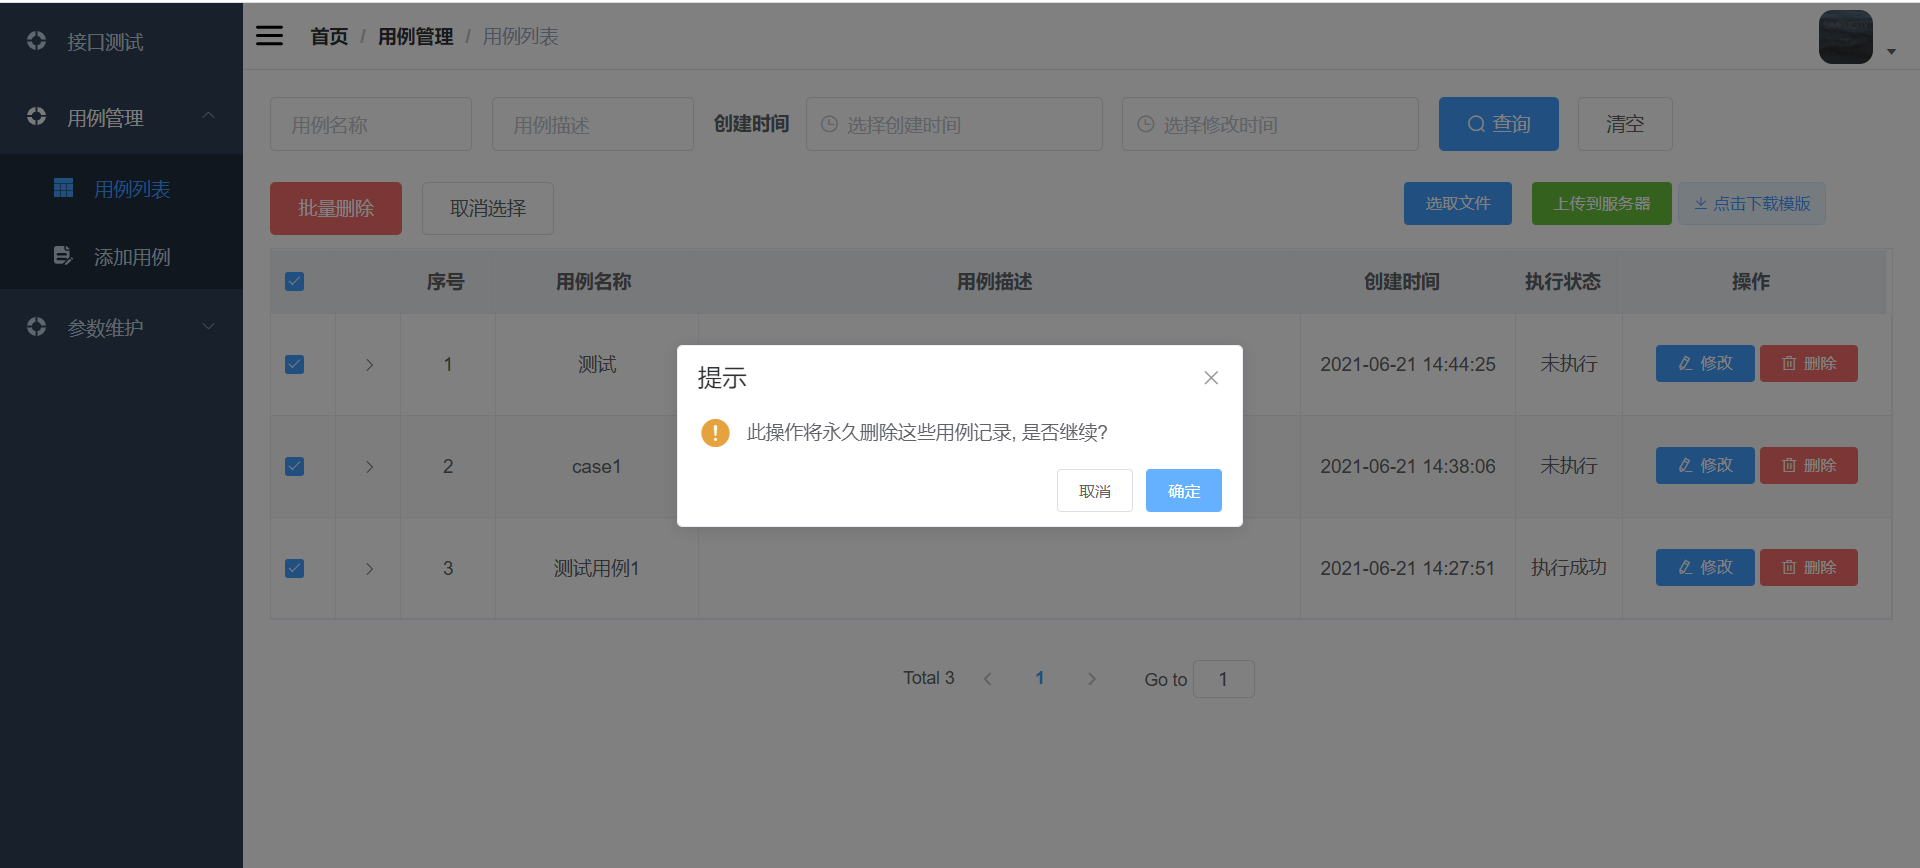 接口测试
用例管理
用例列表
添加用例
参数维护
首页 / 用例管理 / 用例列表
用例名称 用例描述 创建时间 选择创建时间 选择修改时间 查询 清空
批量删除 取消选择 选取文件 上传到服务器 点击下载模版
序号 用例名称 用例描述 创建时间 执行状态 操作
1 测试 2021-06-21 14:44:25 未执行 修改 删除
2 case1 2021-06-21 14:38:06 未执行 修改 删除
3 测试用例1 2021-06-21 14:27:51 执行成功 修改 删除
提示
此操作将永久删除这些用例记录, 是否继续?
取消 确定
Total 3 1 Go to 1